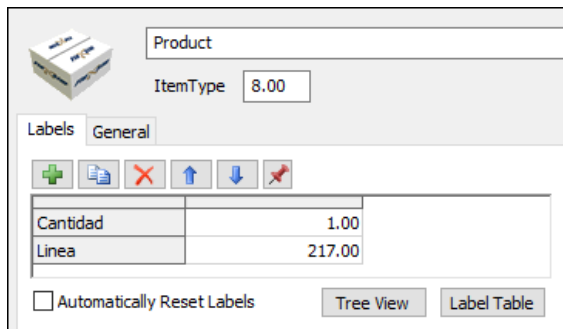 Product
ItemType 8.00
Labels General
Cantidad 1.00
Linea 217.00
Automatically Reset Labels Tree View Label Table